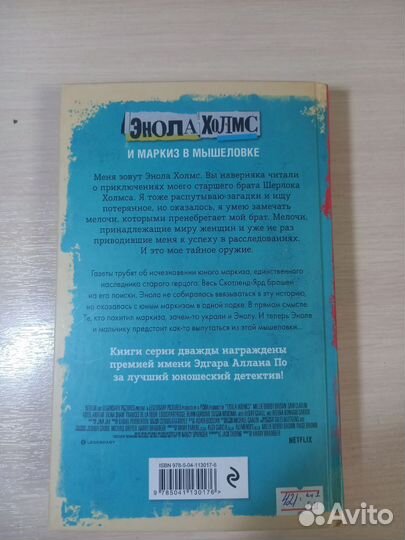 ЭНОЛА ХОЛМС
И МАРКИЗ В МЫШЕЛОВКЕ
Меня зовут Энола Холмс. Вы наверняка читали
о приключениях моего старшего брата Шерлока
Холмса. Я тоже распутываю загадки и ищу
потерянное, но оказалось, я умею замечать
мелочи, которыми пренебрегает мой брат. Мелочи,
принадлежащие миру женщин и уже не раз
приводившие меня к успеху в расследованиях.
И это мое тайное оружие.
Газеты трубят об исчезновении юного маркиза, единственного
наследника старого герцога. Весь Скотленд-Ярд брошен
на его поиски. Энола не собиралась ввязываться в эту историю,
но оказалась с юным маркизом в одной лодке. В прямом смысле.
Те, кто похитил маркиза, зачем-то украли и Энолу. И теперь Эноле
и мальчику предстоит как-то выпутаться из этой мышеловки...
Книги серии дважды награждены
премией имени Эдгара Аллана По
за лучший юношеский детектив!
LEGENDARY
NETFLIX
ISBN 978-5-04-113017-6
9 785041 130176 >
421
Avito